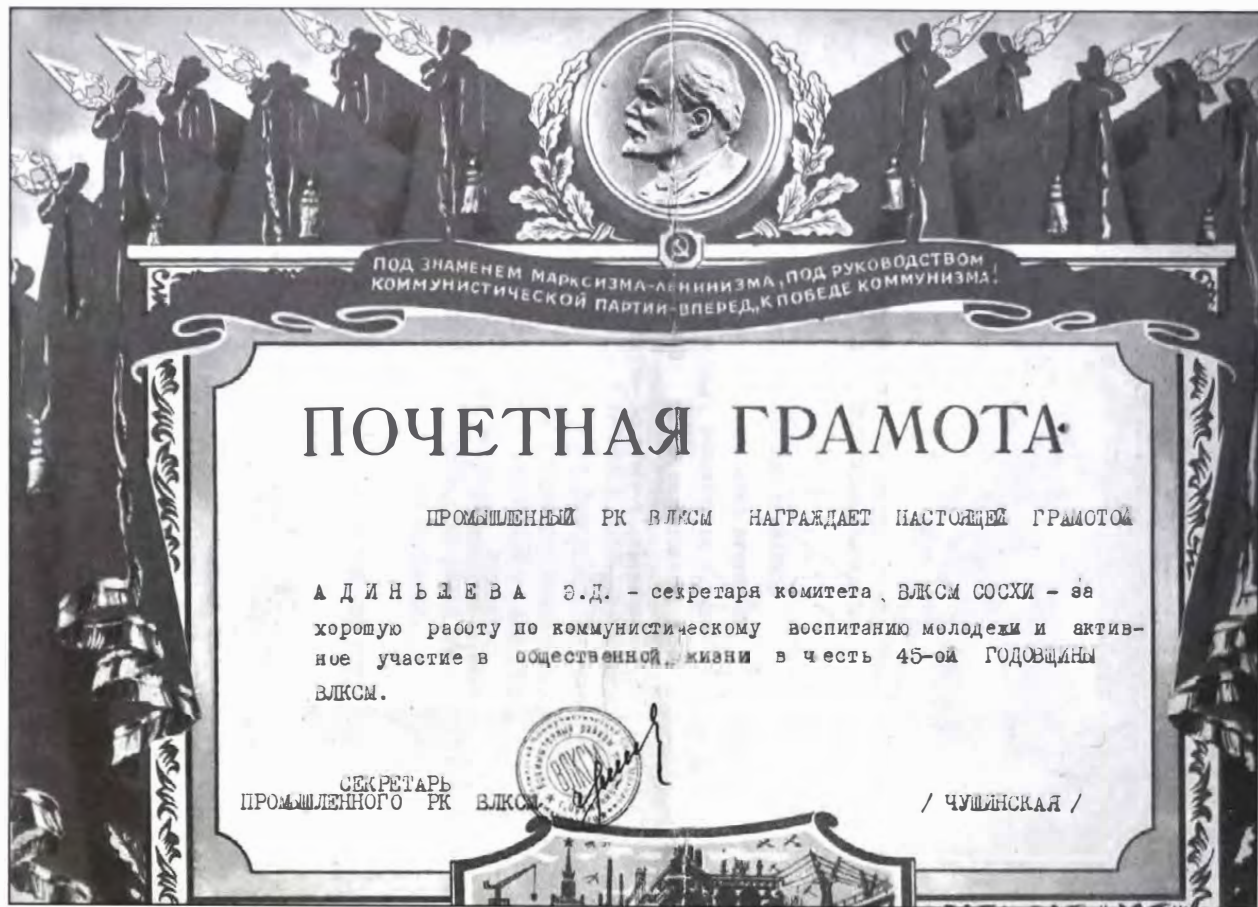 ПОД ЗНАМЕНЕМ МАРКСИЗМА-ЛЕНИНИЗМА, ПОД РУКОВОДСТВОМ
КОММУНИСТИЧЕСКОЙ ПАРТИИ-ВПЕРЕД, К ПОБЕДЕ КОММУНИЗМА!
ПОЧЕТНАЯ ГРАМОТА
ПРОМЫШЛЕННЫЙ РК ВЛКСМ НАГРАЖДАЕТ НАСТОЯЩЕЙ ГРАМОТОЙ
А Д И Н Ь Я Е В А Э.Д. - секретаря комитета ВЛКСМ СОСХИ - за
хорошую работу по коммунистическому воспитанию молодежи и актив-
ное участие в общественной жизни в честь 45-ой ГОДОВЩИНЫ
ВЛКСМ.
СЕКРЕТАРЬ
ПРОМЫШЛЕННОГО РК ВЛКСМ / ЧУШИНСКАЯ /
ВЛКСМ